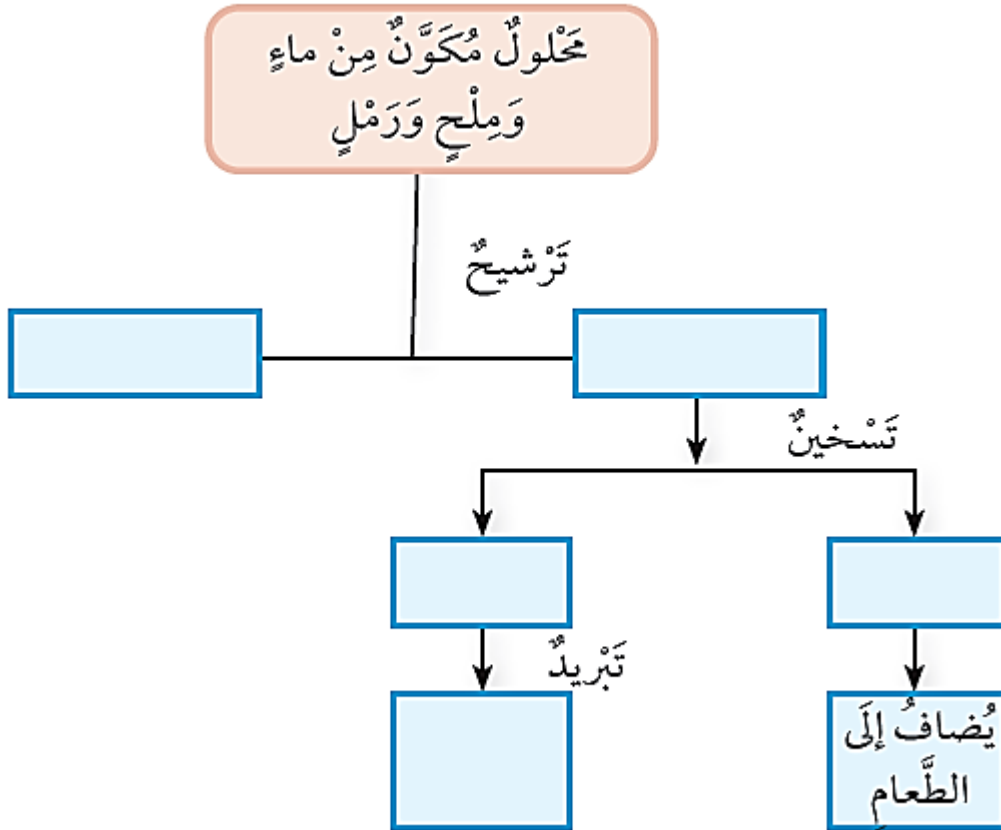 مَحْلولٌ مُكَوَّنٌ مِنْ ماءٍ
وَمِلْحٍ وَرَمْلٍ
تَرْشيحٌ
تَسْخينٌ
تَبْريدٌ
يُضافُ إِلَى
الطَّعامِ